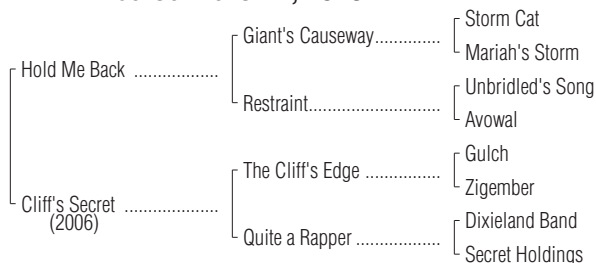 Hold Me Back ..................
Cliff's Secret ....................
(2006)
Giant's Causeway..............
Restraint............................
The Cliff's Edge ................
Quite a Rapper ..................
Storm Cat
Mariah's Storm
Unbridled's Song
Avowal
Gulch
Zigember
Dixieland Band
Secret Holdings